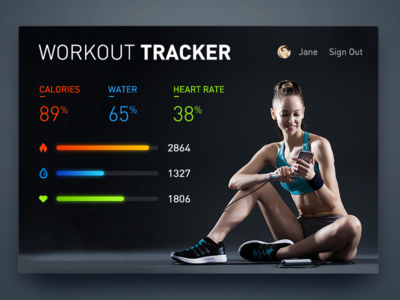 WORKOUT TRACKER
Jane Sign Out
CALORIES WATER HEART RATE
89% 65% 38%
2864
1327
1806